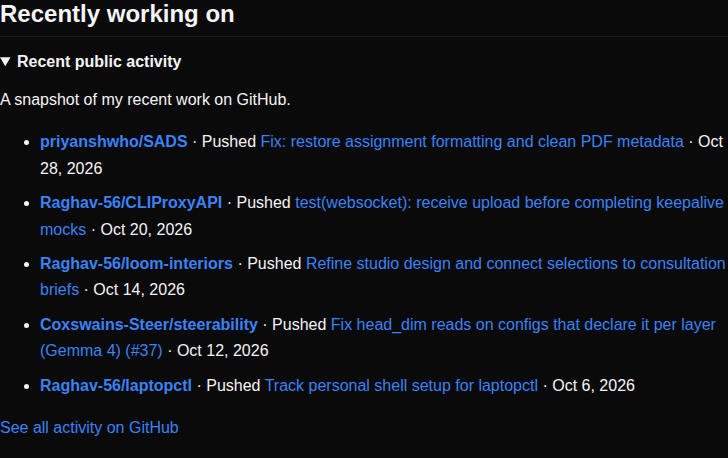 Recently working on
▼ Recent public activity
A snapshot of my recent work on GitHub.
• priyanshwho/SADS · Pushed Fix: restore assignment formatting and clean PDF metadata · Oct
28, 2026
• Raghav-56/CLIProxyAPI · Pushed test(websocket): receive upload before completing keepalive
mocks · Oct 20, 2026
• Raghav-56/loom-interiors · Pushed Refine studio design and connect selections to consultation
briefs · Oct 14, 2026
• Coxswains-Steer/steerability · Pushed Fix head_dim reads on configs that declare it per layer
(Gemma 4) (#37) · Oct 12, 2026
• Raghav-56/laptopctl · Pushed Track personal shell setup for laptopctl · Oct 6, 2026
See all activity on GitHub